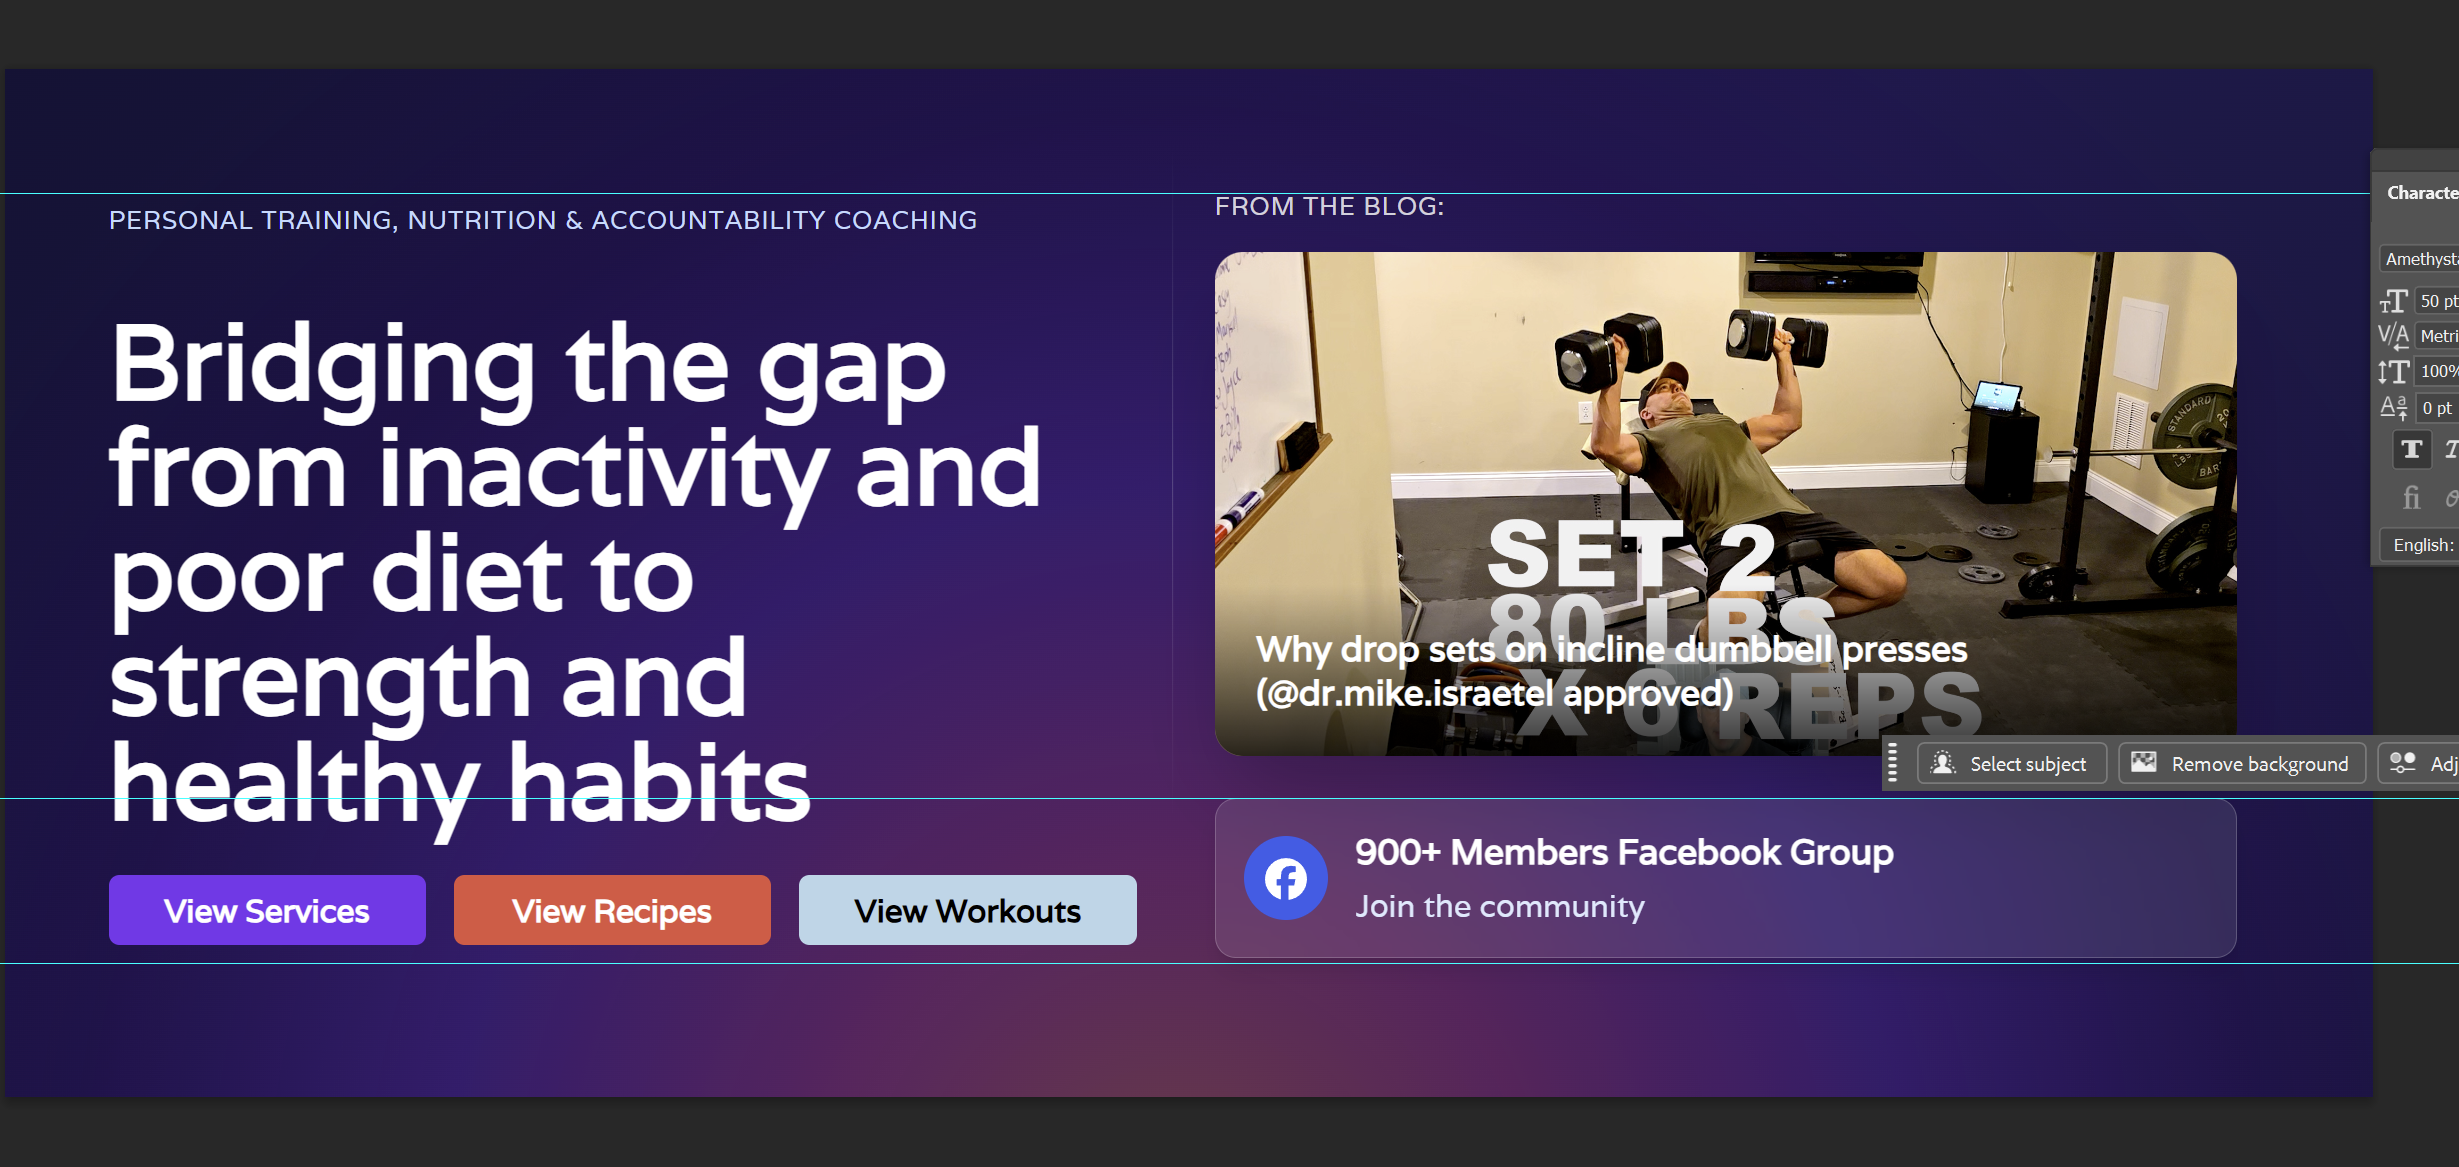 PERSONAL TRAINING, NUTRITION & ACCOUNTABILITY COACHING
Bridging the gap
from inactivity and
poor diet to
strength and
healthy habits
View Services
View Recipes
View Workouts
FROM THE BLOG:
STANDARD
SET 2
80 LBS
X 6 REPS
Why drop sets on incline dumbbell presses
(@dr.mike.israetel approved)
900+ Members Facebook Group
Join the community
Select subject
Remove background
Adj
Characte
Amethyst
50 pt
Metri
100%
0 pt
English: